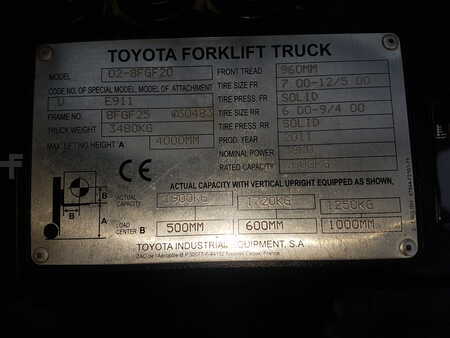 TOYOTA FORKLIFT TRUCK
MODEL 02-8FGF20 FRONT TREAD 960MM
CODE NO. OF SPECIAL MODEL, MODEL OF ATTACHMENT TIRE SIZE FR 7.00-12/5.00
U E911 TIRE PRESS. FR SOLID
FRAME NO. 8FGF25 TIRE SIZE RR 6.00-9/4.00
TRUCK WEIGHT 3480KG TIRE PRESS. RR SOLID
MAX. LIFTING HEIGHT A 4000MM PROD. YEAR 2011
NOMINAL POWER
RATED CAPACITY
CE
ACTUAL CAPACITY WITH VERTICAL UPRIGHT EQUIPPED AS SHOWN.
ACTUAL CAPACITY 1900KG 1720KG 1250KG
LOAD CENTER B 500MM 600MM 1000MM
B
B
A
TOYOTA INDUSTRIAL EQUIPMENT, S.A